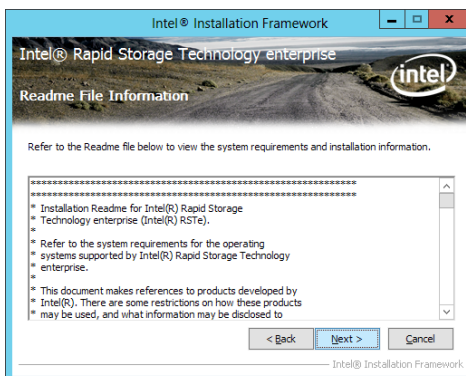 Intel® Installation Framework
Intel® Rapid Storage Technology enterprise
Readme File Information
intel
Refer to the Readme file below to view the system requirements and installation information.
************************************************************
************************************************************
* Installation Readme for Intel(R) Rapid Storage
* Technology enterprise (Intel(R) RSTe).
*
* Refer to the system requirements for the operating
* systems supported by Intel(R) Rapid Storage Technology
* enterprise.
*
* This document makes references to products developed by
* Intel(R). There are some restrictions on how these products
* may be used, and what information may be disclosed to
< Back Next > Cancel
Intel® Installation Framework